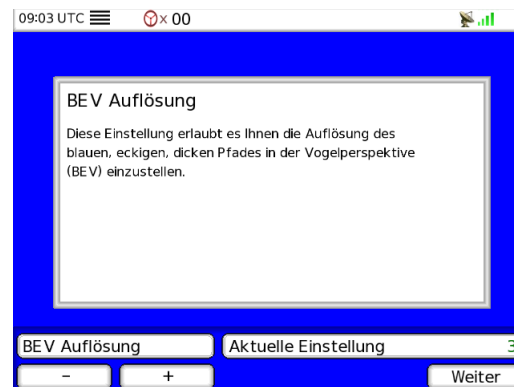 09:03 UTC × 00
BEV Auflösung
Diese Einstellung erlaubt es Ihnen die Auflösung des
blauen, eckigen, dicken Pfades in der Vogelperspektive
(BEV) einzustellen.
BEV Auflösung Aktuelle Einstellung 3
- + Weiter